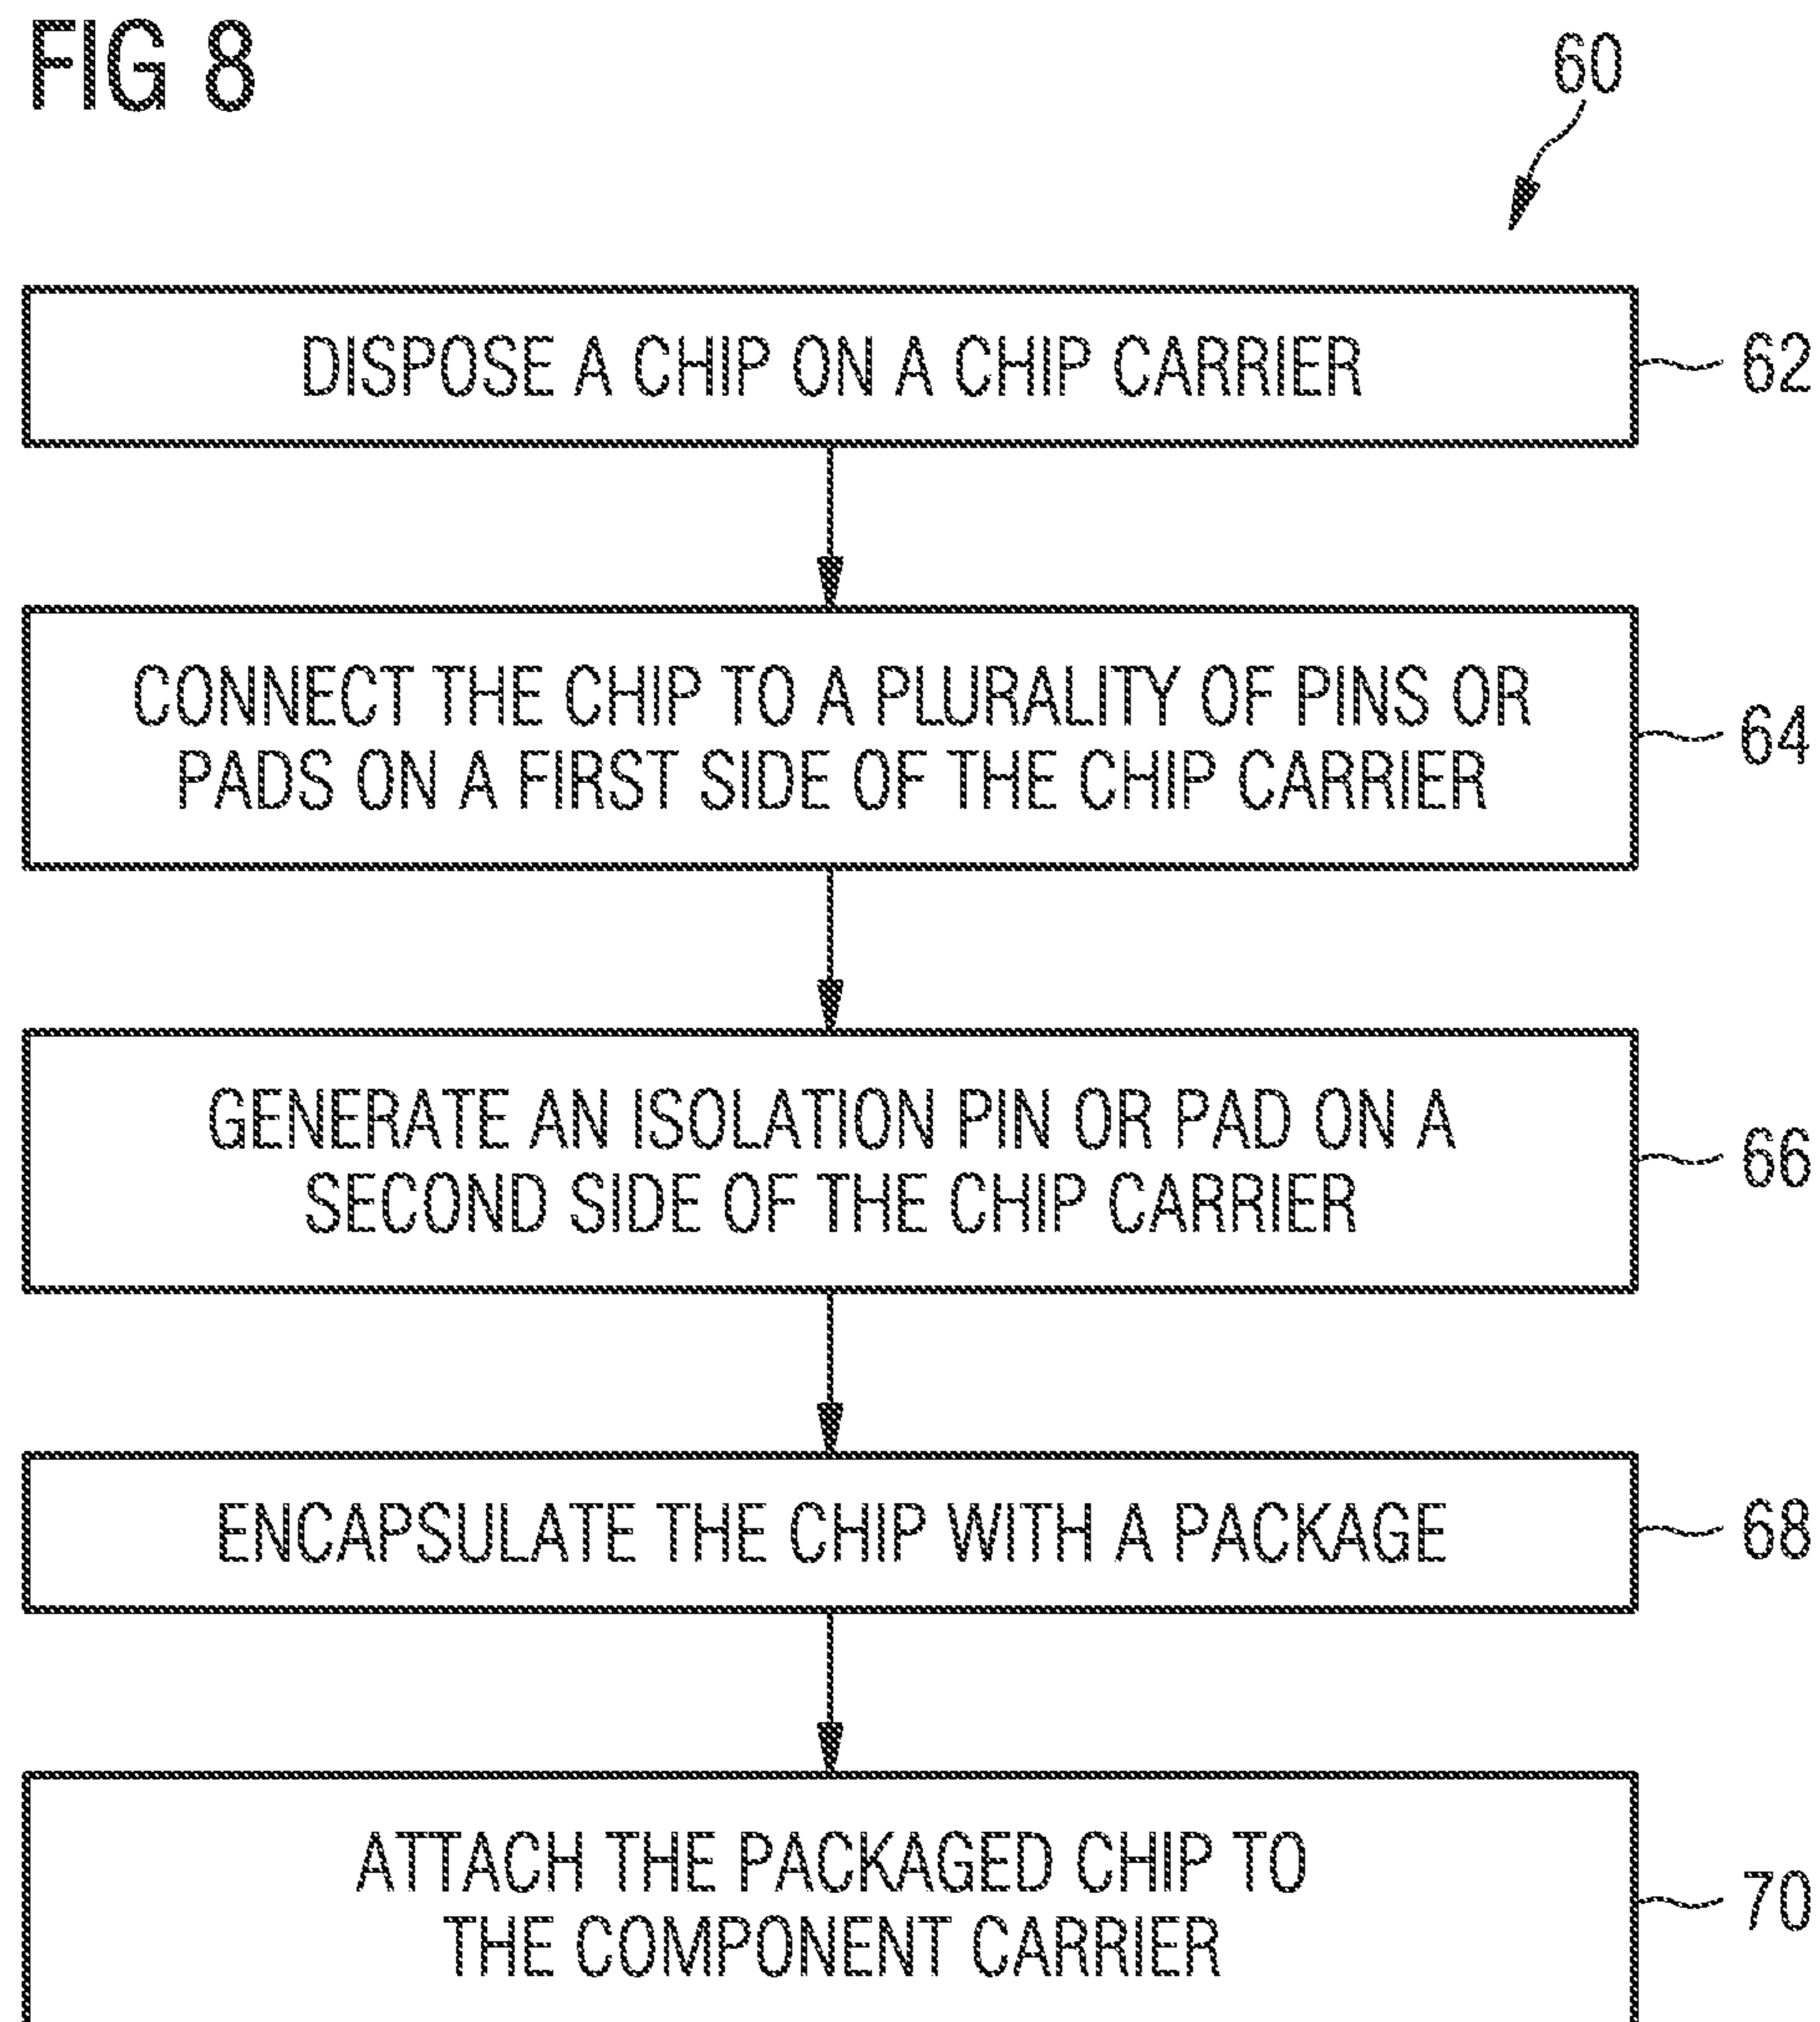 FIG 8
60
DISPOSE A CHIP ON A CHIP CARRIER
62
CONNECT THE CHIP TO A PLURALITY OF PINS OR
PADS ON A FIRST SIDE OF THE CHIP CARRIER
64
GENERATE AN ISOLATION PIN OR PAD ON A
SECOND SIDE OF THE CHIP CARRIER
66
ENCAPSULATE THE CHIP WITH A PACKAGE
68
ATTACH THE PACKAGED CHIP TO
THE COMPONENT CARRIER
70